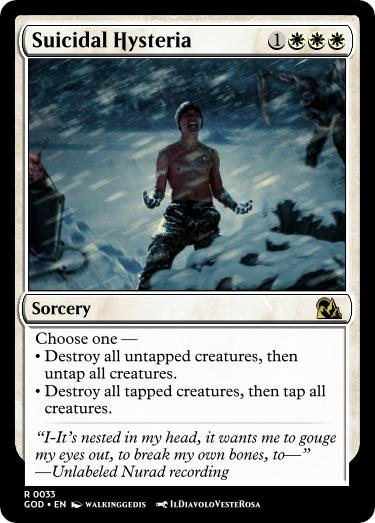 Suicidal Hysteria 1
Sorcery
Choose one —
• Destroy all untapped creatures, then
untap all creatures.
• Destroy all tapped creatures, then tap all
creatures.
“I-It’s nested in my head, it wants me to gouge
my eyes out, to break my own bones, to—”
—Unlabeled Nurad recording
R 0033
GOD • EN WALKINGGEDIS IlDiavoloVesteRosa